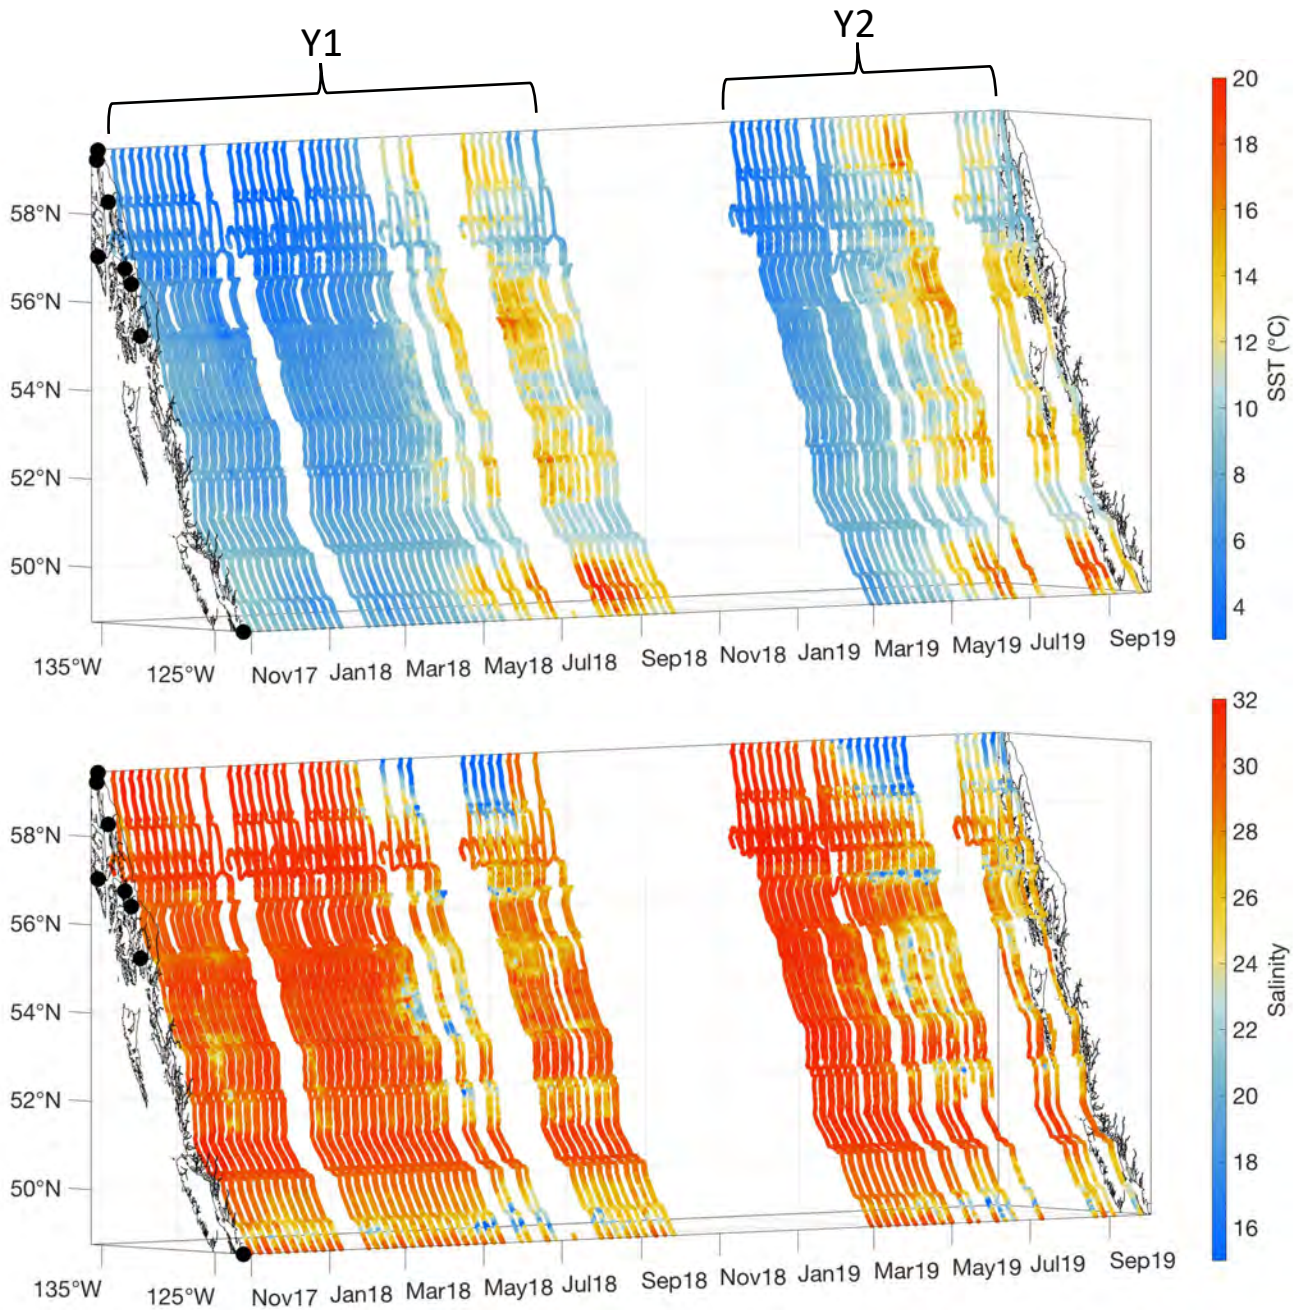 Y1
Y2
20
18
16
14
12
10
8
6
4
SST (°C)
58°N
56°N
54°N
52°N
50°N
135°W
125°W
Nov17
Jan18
Mar18
May18
Jul18
Sep18
Nov18
Jan19
Mar19
May19
Jul19
Sep19
32
30
28
26
24
22
20
18
16
Salinity
58°N
56°N
54°N
52°N
50°N
135°W
125°W
Nov17
Jan18
Mar18
May18
Jul18
Sep18
Nov18
Jan19
Mar19
May19
Jul19
Sep19